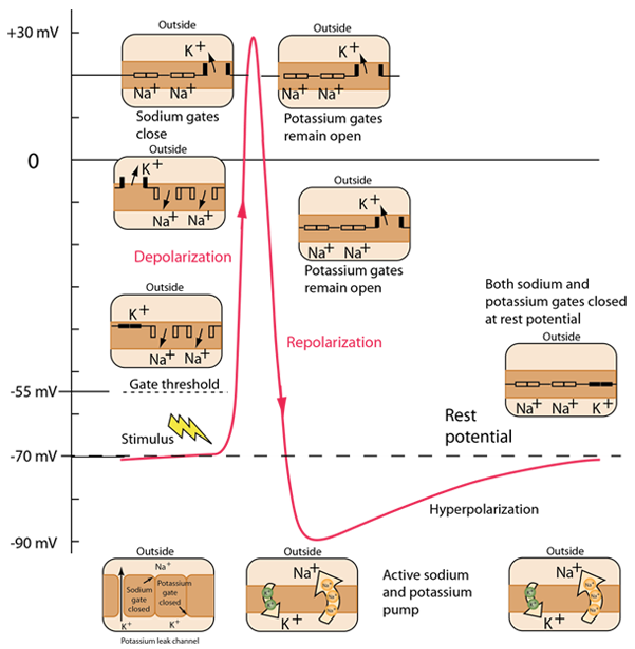 +30 mV
Outside
K+
Na+ Na+
Sodium gates
close
Outside
K+
Na+ Na+
Potassium gates
remain open
0
Outside
K+
Na+ Na+
Outside
K+
Na+ Na+
Potassium gates
remain open
Depolarization
Outside
K+
Na+ Na+
Repolarization
Both sodium and
potassium gates closed
at rest potential
Outside
Na+ Na+ K+
-55 mV
Gate threshold
Stimulus
Rest
potential
-70 mV
Hyperpolarization
-90 mV
Outside
Na+
Sodium
gate
closed
Potassium
gate
closed
K+ K+
Potassium leak channel
Outside
Na+
K+
Active sodium
and potassium
pump
Outside
Na+
K+